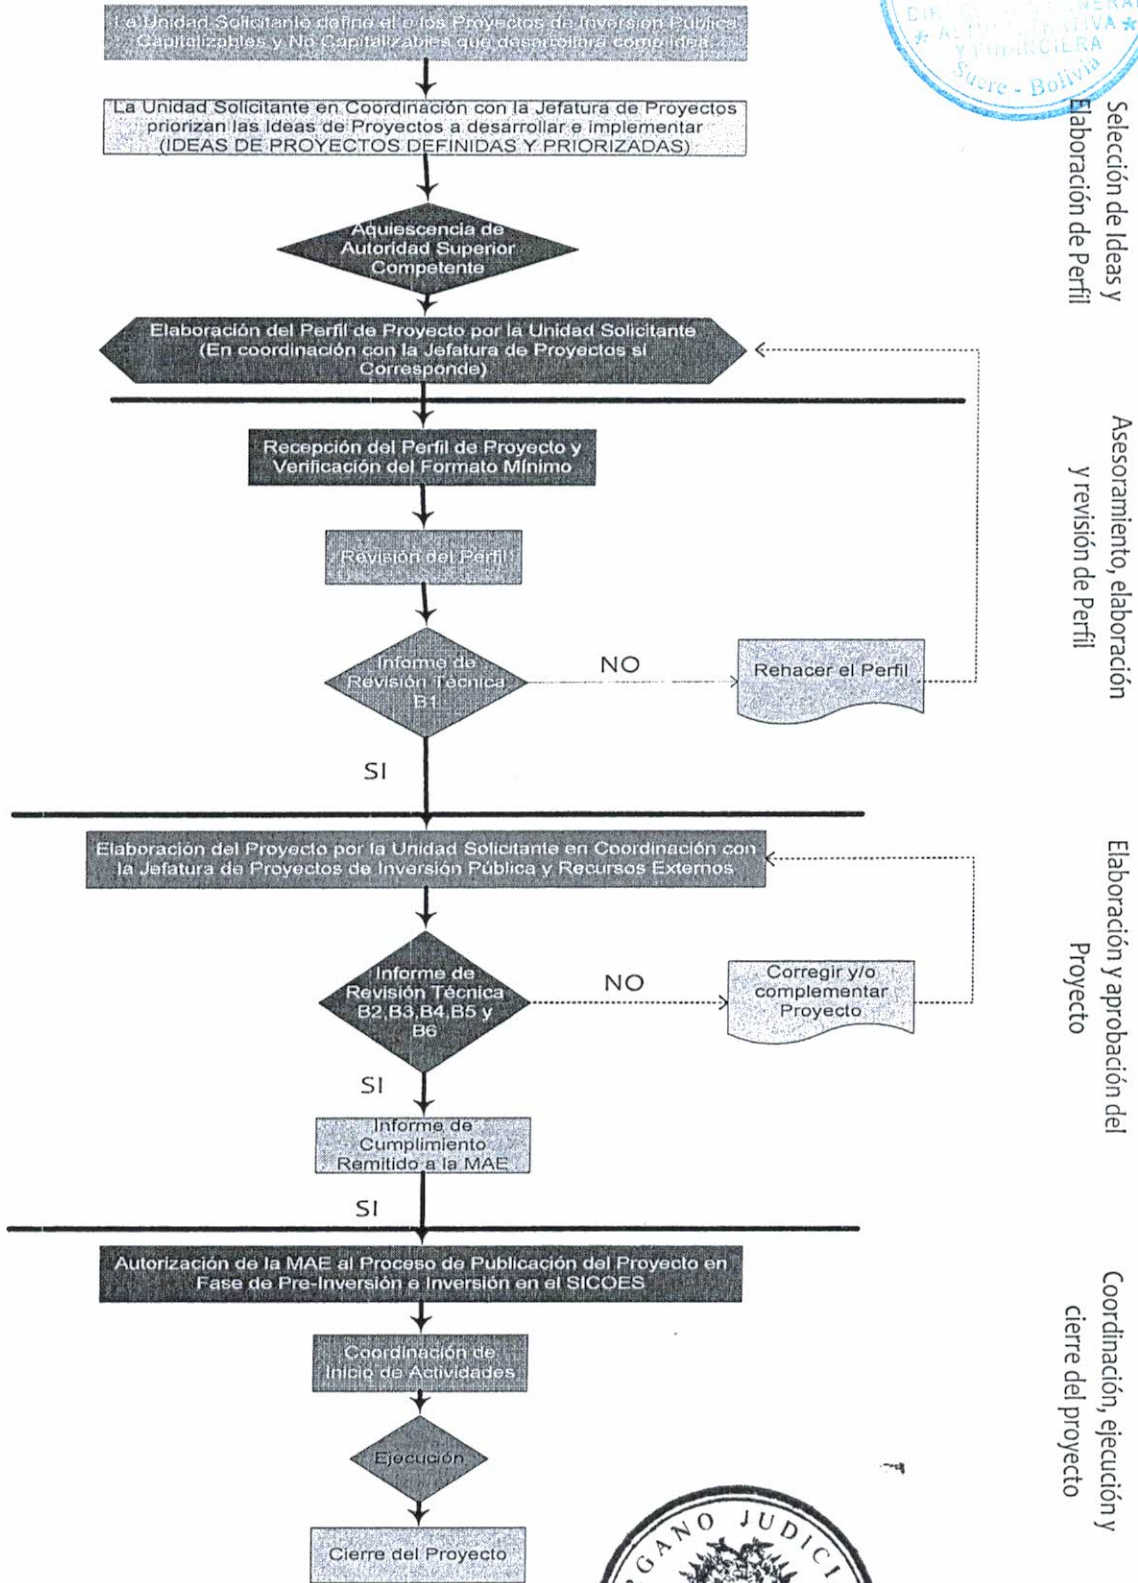 La Unidad Solicitante define el o los Proyectos de Inversión Pública
Capitalizables y No Capitalizables que desarrollara como idea.
La Unidad Solicitante en Coordinación con la Jefatura de Proyectos
priorizan las Ideas de Proyectos a desarrollar e implementar
(IDEAS DE PROYECTOS DEFINIDAS Y PRIORIZADAS)
Aquiescencia de
Autoridad Superior
Competente
Elaboración del Perfil de Proyecto por la Unidad Solicitante
(En coordinación con la Jefatura de Proyectos si
Corresponde)
Selección de Ideas y
Elaboración de Perfil
Recepción del Perfil de Proyecto y
Verificación del Formato Mínimo
Revisión del Perfil
Informe de
Revisión Técnica
B1
NO
Rehacer el Perfil
SI
Asesoramiento, elaboración
y revisión de Perfil
Elaboración del Proyecto por la Unidad Solicitante en Coordinación con
la Jefatura de Proyectos de Inversión Pública y Recursos Externos
Informe de
Revisión Técnica
B2,B3,B4,B5 y
B6
NO
Corregir y/o
complementar
Proyecto
SI
Informe de
Cumplimiento
Remitido a la MAE
SI
Elaboración y aprobación del
Proyecto
Autorización de la MAE al Proceso de Publicación del Proyecto en
Fase de Pre-Inversión e Inversión en el SICOES
Coordinación de
Inicio de Actividades
Ejecución
Cierre del Proyecto
Coordinación, ejecución y
cierre del proyecto
Y FINANCIERA
Sucre - Bolivia
GANO JUDICI